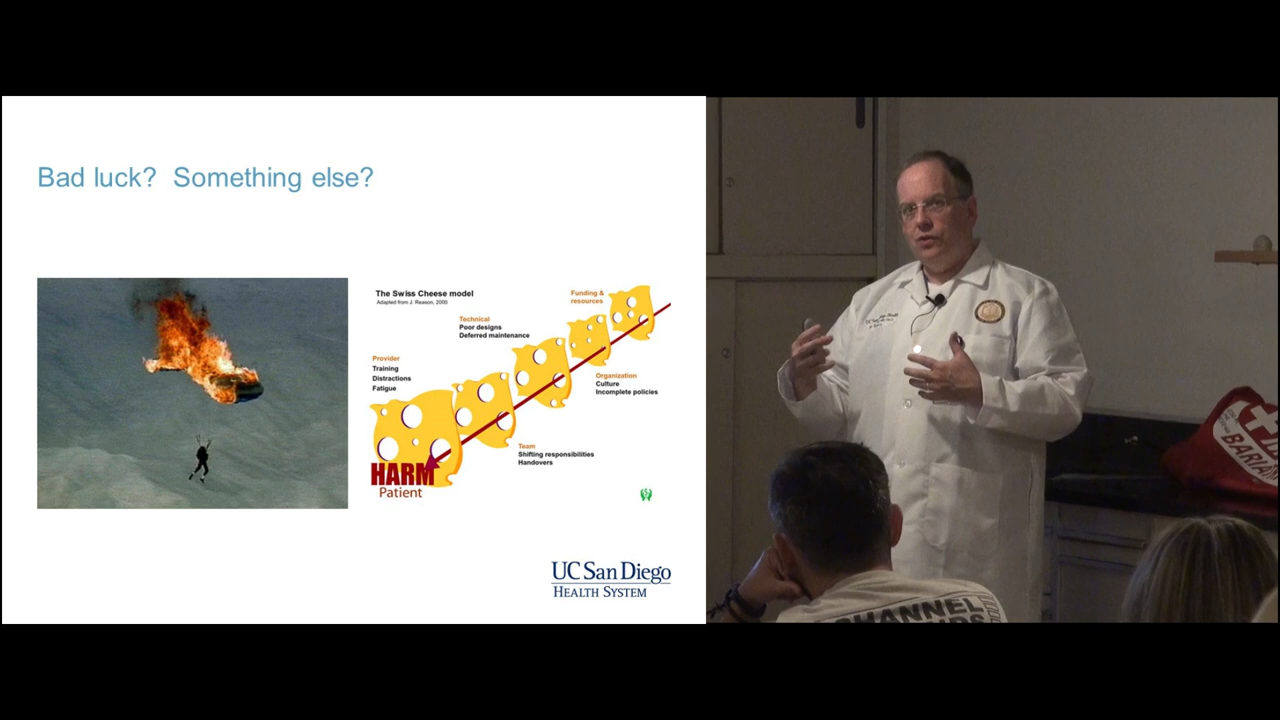 Bad luck? Something else?
The Swiss Cheese model
Adapted from J. Reason, 2000
Funding &
resources
Technical
Poor designs
Deferred maintenance
Provider
Training
Distractions
Fatigue
Organization
Culture
Incomplete policies
Team
Shifting responsibilities
Handovers
HARM
Patient
UC San Diego
HEALTH SYSTEM
CHANNEL